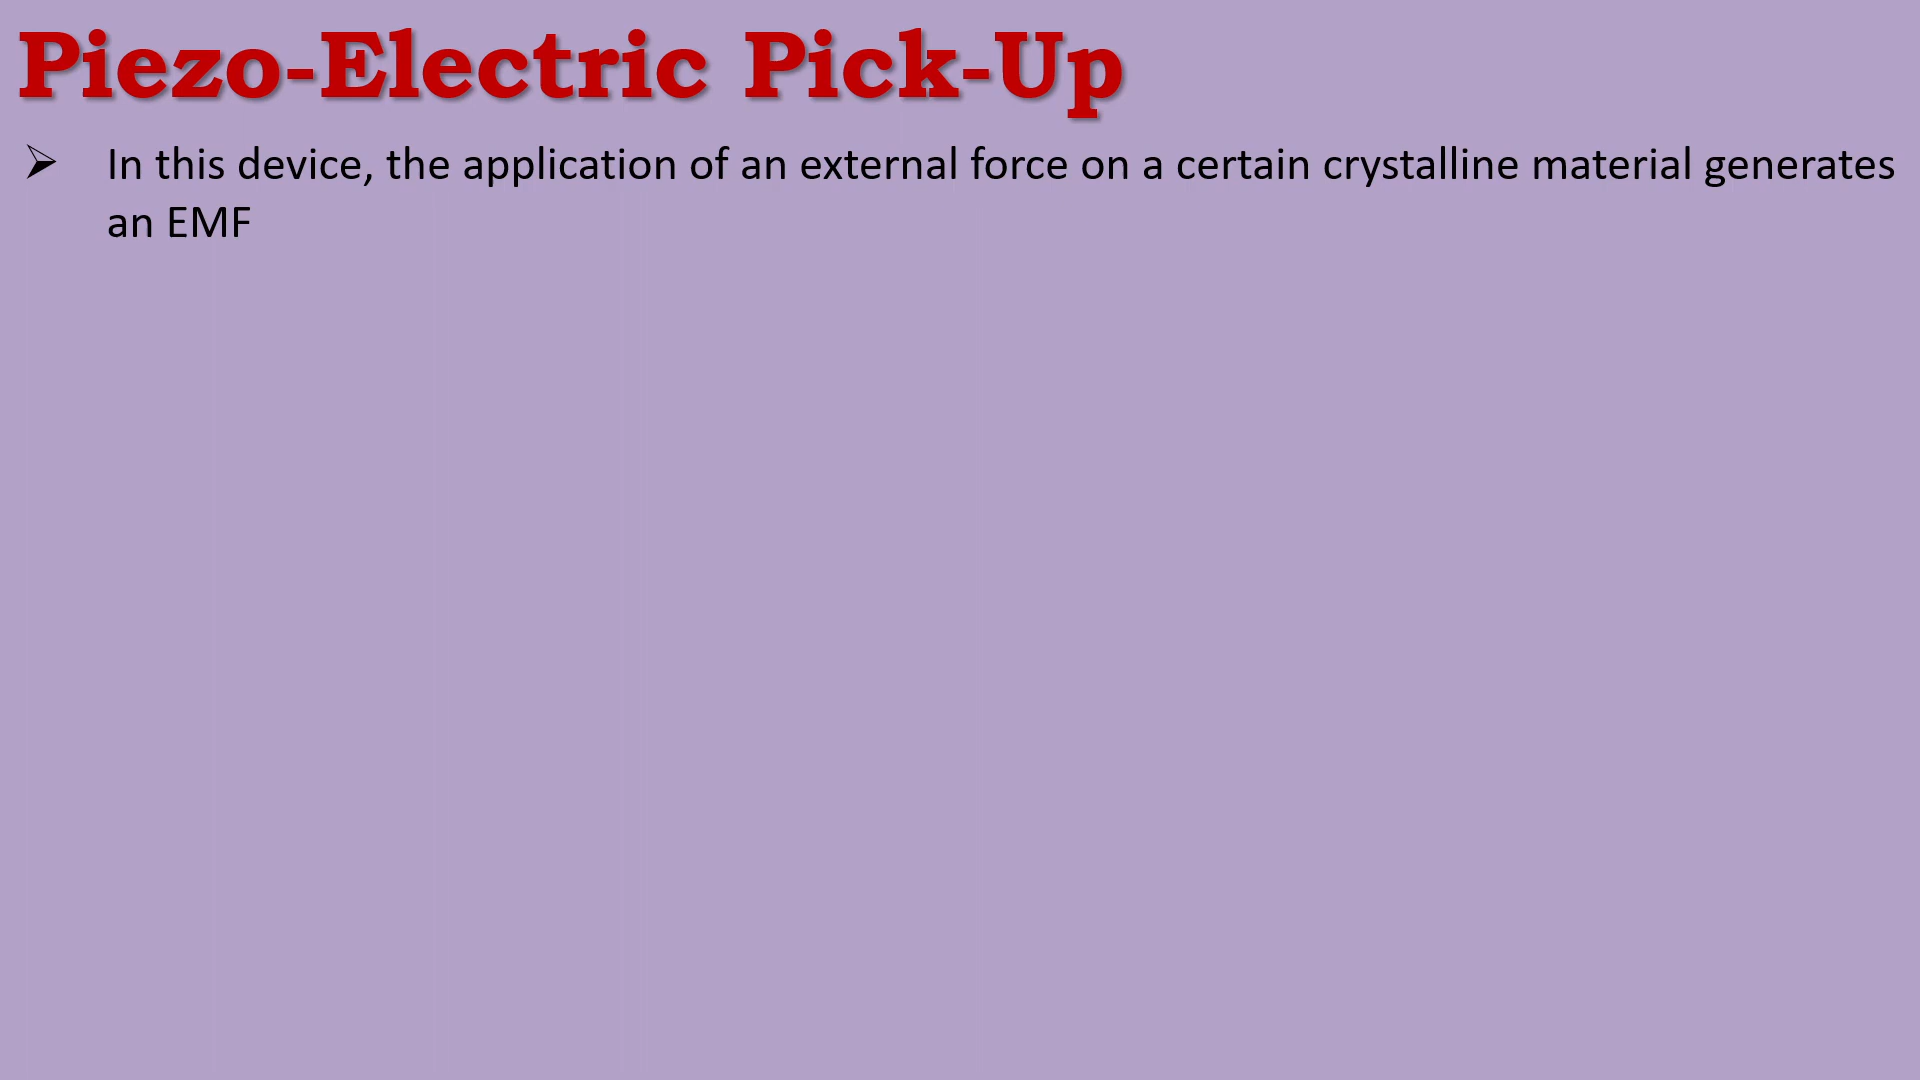 Piezo-Electric Pick-Up
➢ In this device, the application of an external force on a certain crystalline material generates
an EMF